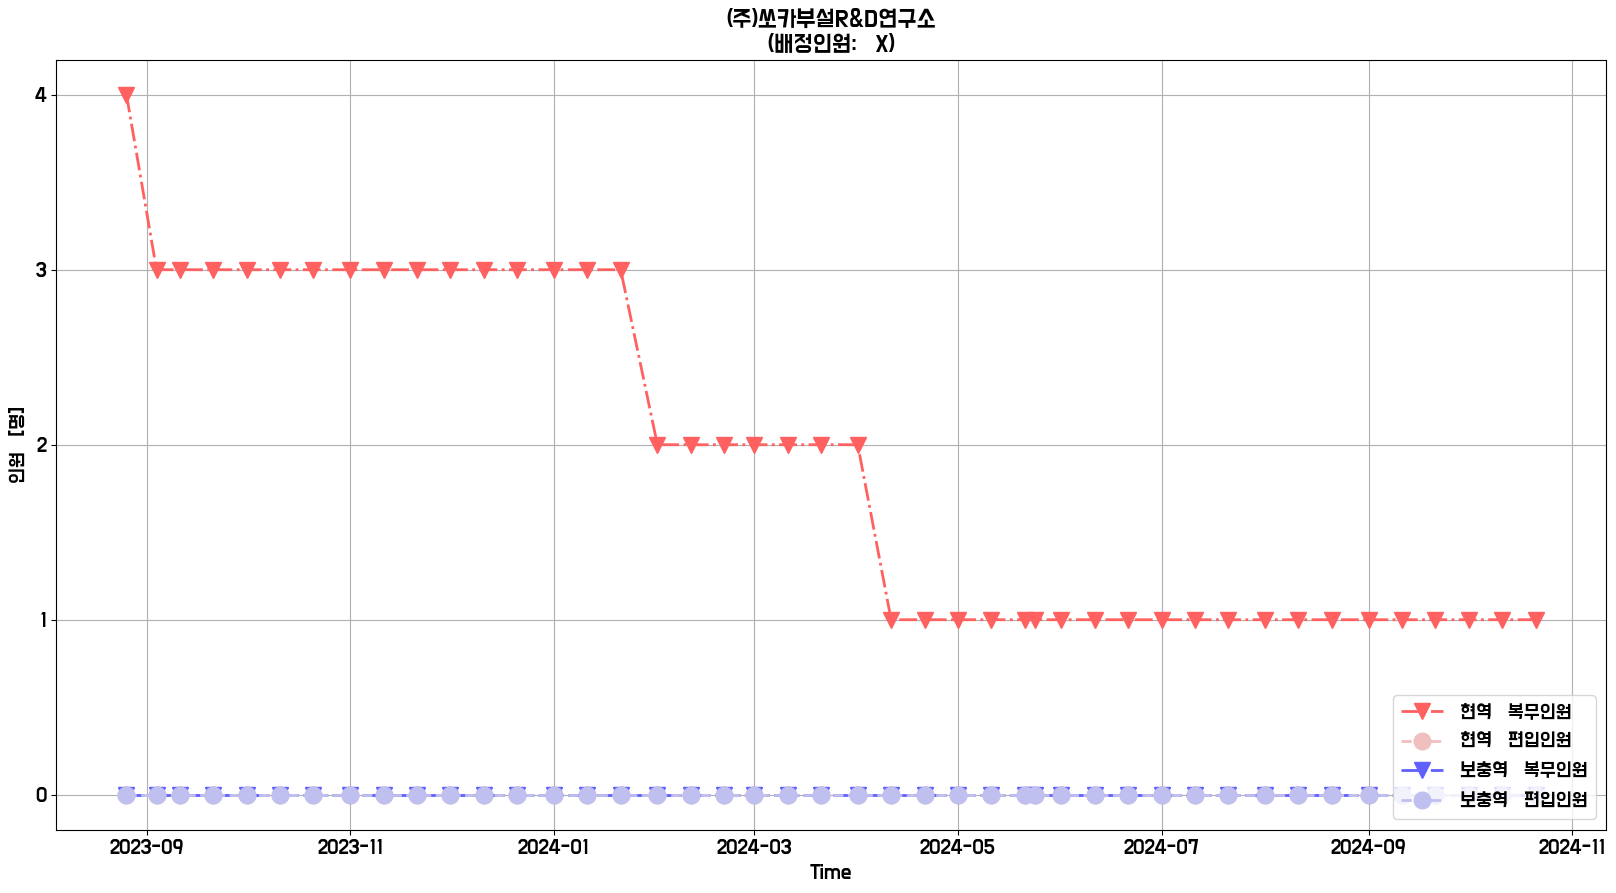 (주)쏘카부설R&D연구소
(배정인원: X)
인원 [명]
4
3
2
1
0
2023-09 2023-11 2024-01 2024-03 2024-05 2024-07 2024-09 2024-11
Time
현역 복무인원
현역 편입인원
보충역 복무인원
보충역 편입인원